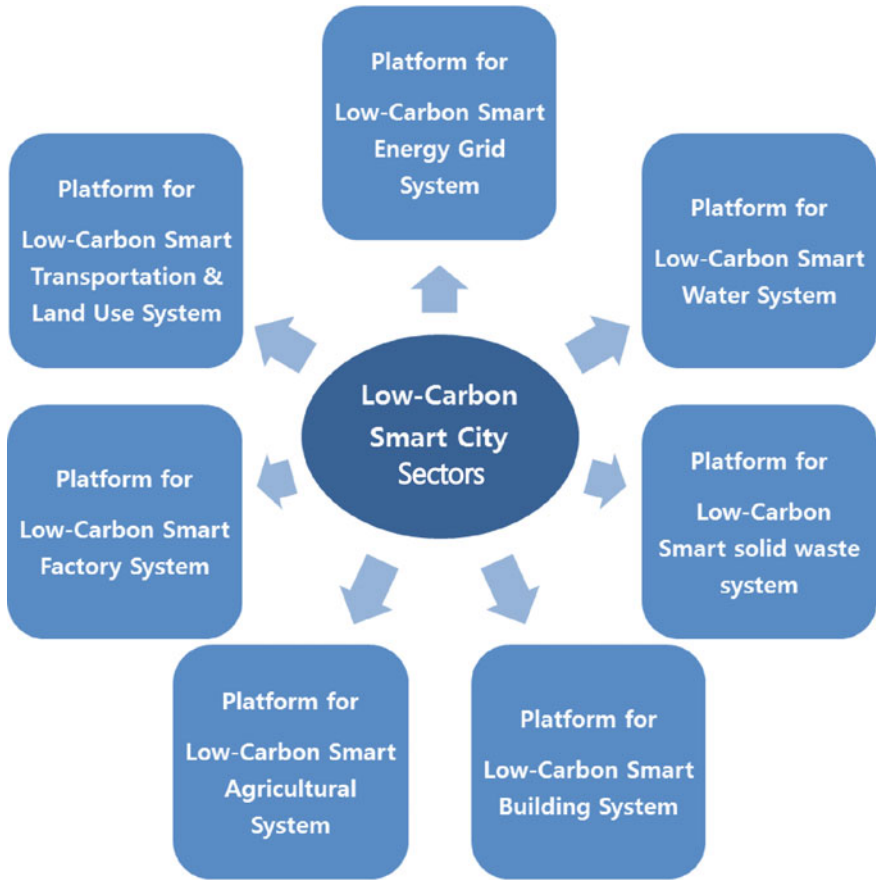 Platform for
Low-Carbon Smart
Energy Grid
System
Platform for
Low-Carbon Smart
Transportation &
Land Use System
Platform for
Low-Carbon Smart
Water System
Low-Carbon
Smart City
Sectors
Platform for
Low-Carbon Smart
Factory System
Platform for
Low-Carbon
Smart solid waste
system
Platform for
Low-Carbon Smart
Agricultural
System
Platform for
Low-Carbon Smart
Building System